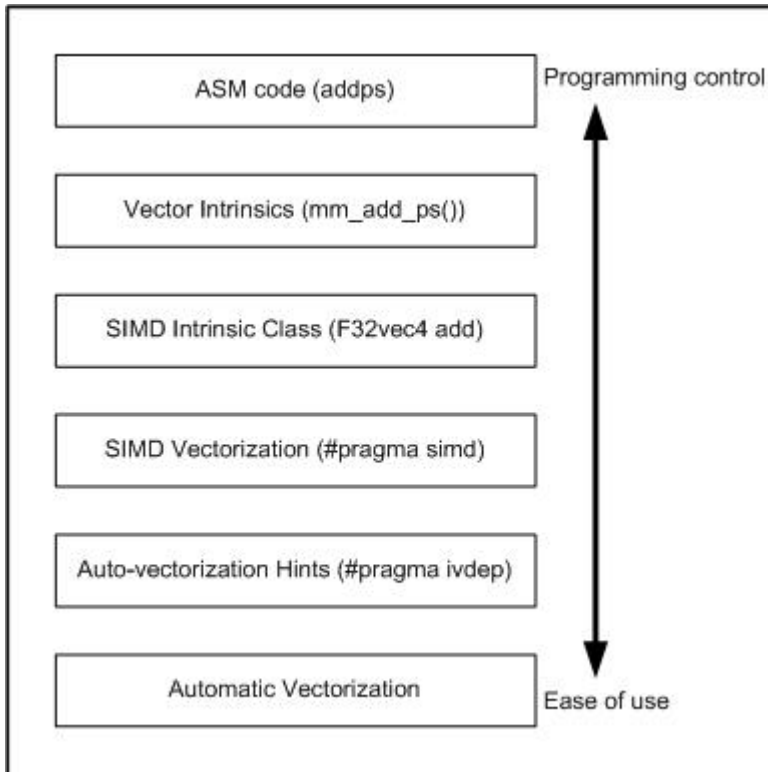 ASM code (addps)
Programming control
Vector Intrinsics (mm_add_ps())
SIMD Intrinsic Class (F32vec4 add)
SIMD Vectorization (#pragma simd)
Auto-vectorization Hints (#pragma ivdep)
Automatic Vectorization
Ease of use